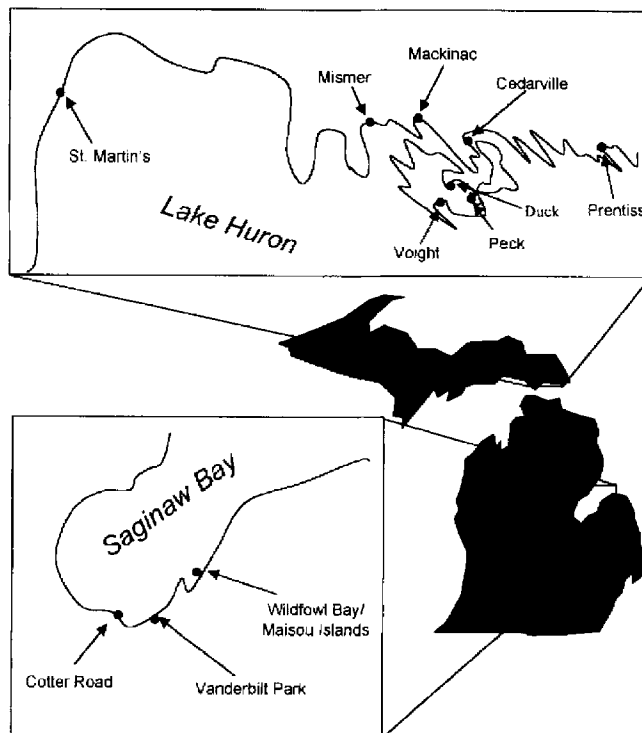 Mackinac
Mismer
Cedarville
St. Martin's
Lake Huron
Duck
Prentiss
Voight
Peck
Saginaw Bay
Wildfowl Bay/
Maisou Islands
Cotter Road
Vanderbilt Park